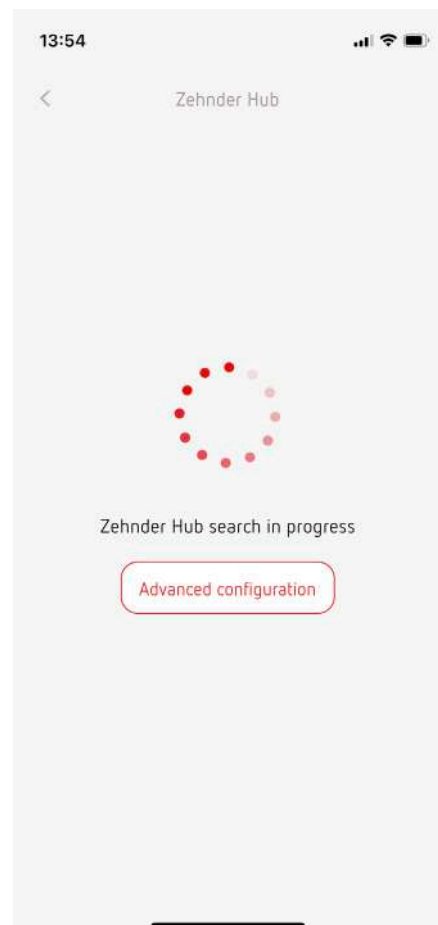 13:54
Zehnder Hub
Zehnder Hub search in progress
Advanced configuration